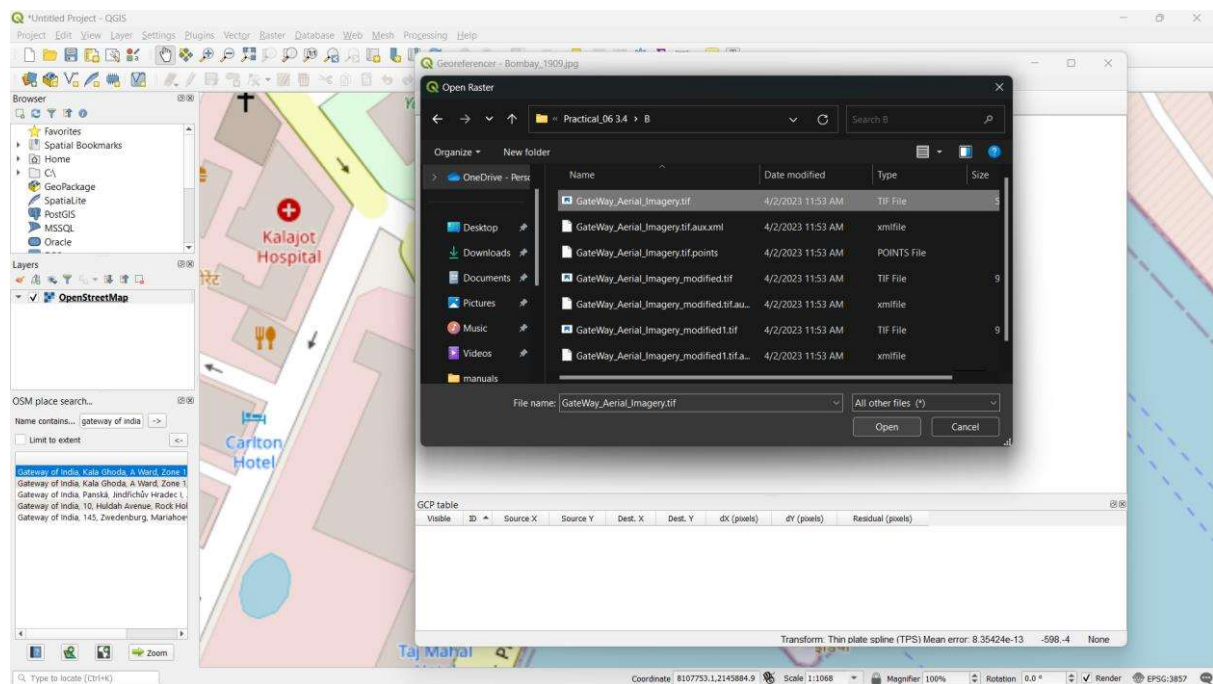 *Untitled Project - QGIS
Project Edit View Layer Settings Plugins Vector Raster Database Web Mesh Processing Help
Georeferencer - Bombay_1909.jpg
Open Raster
« Practical_06 3.4 › B
Search B
Organize
New folder
OneDrive - Perso
Desktop
Downloads
Documents
Pictures
Music
Videos
manuals
Name Date modified Type Size
GateWay_Aerial_Imagery.tif 4/2/2023 11:53 AM TIF File 5
GateWay_Aerial_Imagery.tif.aux.xml 4/2/2023 11:53 AM xmlfile
GateWay_Aerial_Imagery.tif.points 4/2/2023 11:53 AM POINTS File
GateWay_Aerial_Imagery_modified.tif 4/2/2023 11:53 AM TIF File 9
GateWay_Aerial_Imagery_modified.tif.au... 4/2/2023 11:53 AM xmlfile
GateWay_Aerial_Imagery_modified1.tif 4/2/2023 11:53 AM TIF File 9
GateWay_Aerial_Imagery_modified1.tif.a... 4/2/2023 11:53 AM xmlfile
File name: GateWay_Aerial_Imagery.tif
All other files (*)
Open Cancel
Browser
Favorites
Spatial Bookmarks
Home
C:\
GeoPackage
SpatiaLite
PostGIS
MSSQL
Oracle
Layers
OpenStreetMap
OSM place search...
Name contains... gateway of india ->
Limit to extent <-
Gateway of India, Kala Ghoda, A Ward, Zone 1
Gateway of India, Kala Ghoda, A Ward, Zone 1
Gateway of India, Panská, Jindřichův Hradec I,
Gateway of India, 10, Huldah Avenue, Rock Hol
Gateway of India, 145, Zwedenburg, Mariahoe
Zoom
Kalajot
Hospital
Carlton
Hotel
Taj Mahal
GCP table
Visible ID Source X Source Y Dest. X Dest. Y dX (pixels) dY (pixels) Residual (pixels)
Transform: Thin plate spline (TPS) Mean error: 8.35424e-13 -598,-4 None
Type to locate (Ctrl+K)
Coordinate 8107753.1,2145884.9 Scale 1:1068 Magnifier 100% Rotation 0.0 ° Render EPSG:3857